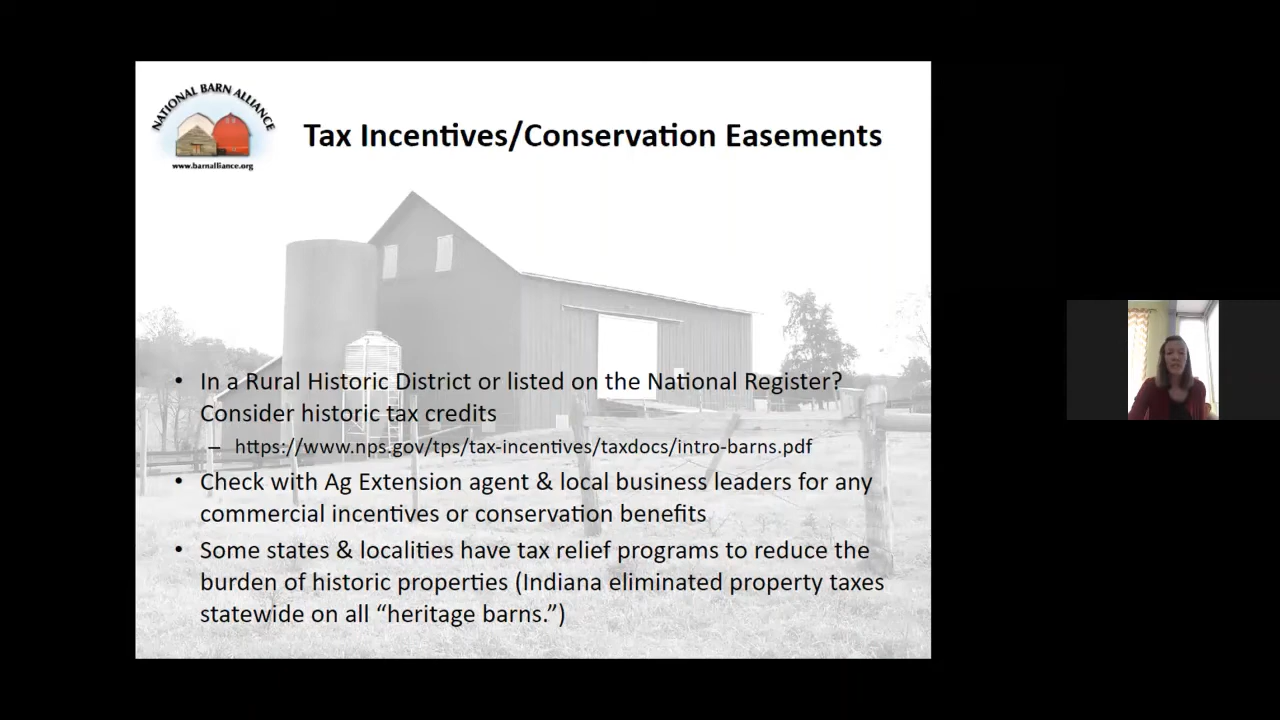 NATIONAL BARN ALLIANCE
www.barnalliance.org
Tax Incentives/Conservation Easements
• In a Rural Historic District or listed on the National Register?
Consider historic tax credits
– https://www.nps.gov/tps/tax-incentives/taxdocs/intro-barns.pdf
• Check with Ag Extension agent & local business leaders for any
commercial incentives or conservation benefits
• Some states & localities have tax relief programs to reduce the
burden of historic properties (Indiana eliminated property taxes
statewide on all “heritage barns.”)